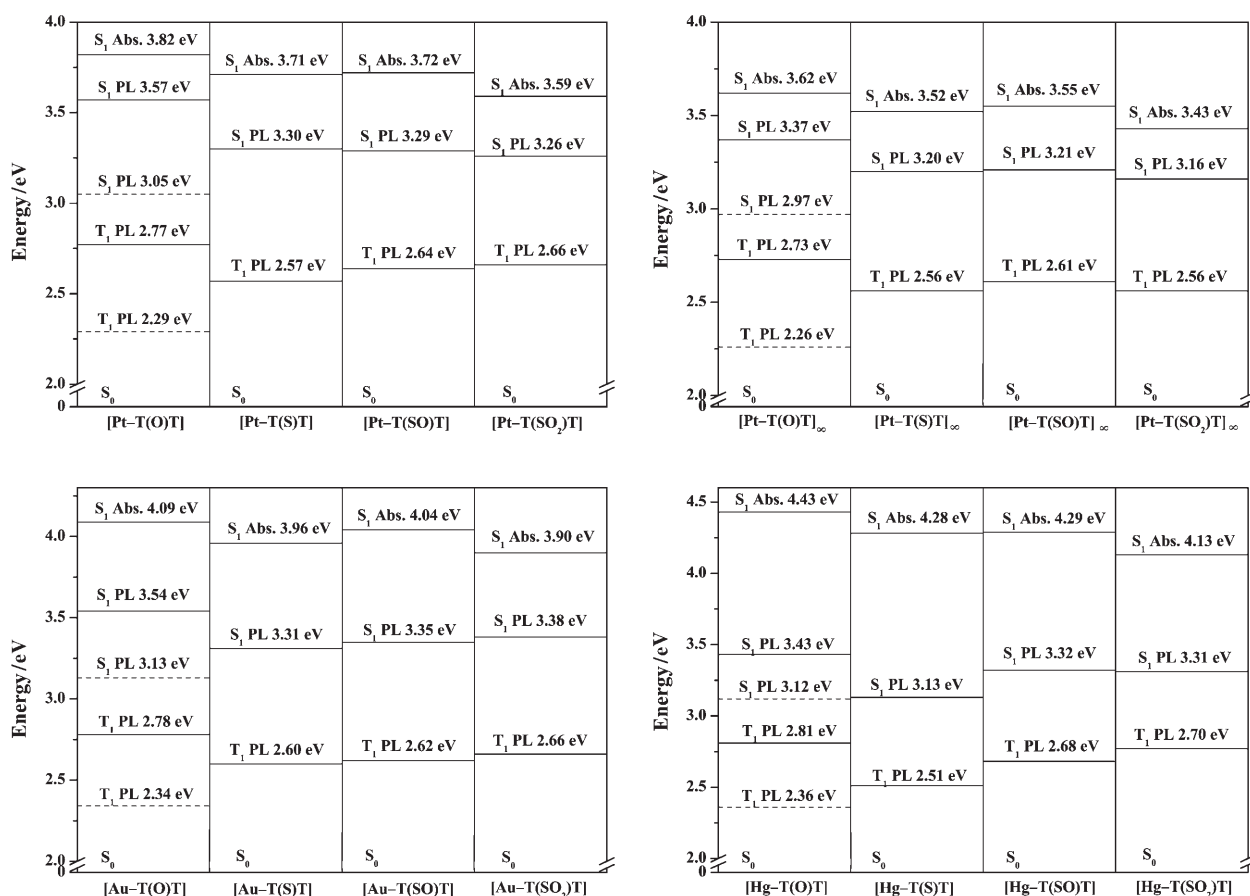 Energy/eV
4.0
3.5
3.0
2.5
2.0
0
S₁ Abs. 3.82 eV
S₁ PL 3.57 eV
S₁ PL 3.05 eV
T₁ PL 2.77 eV
T₁ PL 2.29 eV
S₀
[Pt–T(O)T]
S₁ Abs. 3.71 eV
S₁ PL 3.30 eV
T₁ PL 2.57 eV
S₀
[Pt–T(S)T]
S₁ Abs. 3.72 eV
S₁ PL 3.29 eV
T₁ PL 2.64 eV
S₀
[Pt–T(SO)T]
S₁ Abs. 3.59 eV
S₁ PL 3.26 eV
T₁ PL 2.66 eV
S₀
[Pt–T(SO₂)T]
Energy/eV
4.0
3.5
3.0
2.5
2.0
0
S₁ Abs. 3.62 eV
S₁ PL 3.37 eV
S₁ PL 2.97 eV
T₁ PL 2.73 eV
T₁ PL 2.26 eV
S₀
[Pt–T(O)T]∞
S₁ Abs. 3.52 eV
S₁ PL 3.20 eV
T₁ PL 2.56 eV
S₀
[Pt–T(S)T]∞
S₁ Abs. 3.55 eV
S₁ PL 3.21 eV
T₁ PL 2.61 eV
S₀
[Pt–T(SO)T]∞
S₁ Abs. 3.43 eV
S₁ PL 3.16 eV
T₁ PL 2.56 eV
S₀
[Pt–T(SO₂)T]∞
Energy/eV
4.0
3.5
3.0
2.5
2.0
0
S₁ Abs. 4.09 eV
S₁ PL 3.54 eV
S₁ PL 3.13 eV
T₁ PL 2.78 eV
T₁ PL 2.34 eV
S₀
[Au–T(O)T]
S₁ Abs. 3.96 eV
S₁ PL 3.31 eV
T₁ PL 2.60 eV
S₀
[Au–T(S)T]
S₁ Abs. 4.04 eV
S₁ PL 3.35 eV
T₁ PL 2.62 eV
S₀
[Au–T(SO)T]
S₁ Abs. 3.90 eV
S₁ PL 3.38 eV
T₁ PL 2.66 eV
S₀
[Au–T(SO₂)T]
Energy/eV
4.5
4.0
3.5
3.0
2.5
2.0
0
S₁ Abs. 4.43 eV
S₁ PL 3.43 eV
S₁ PL 3.12 eV
T₁ PL 2.81 eV
T₁ PL 2.36 eV
S₀
[Hg–T(O)T]
S₁ Abs. 4.28 eV
S₁ PL 3.13 eV
T₁ PL 2.51 eV
S₀
[Hg–T(S)T]
S₁ Abs. 4.29 eV
S₁ PL 3.32 eV
T₁ PL 2.68 eV
S₀
[Hg–T(SO)T]
S₁ Abs. 4.13 eV
S₁ PL 3.31 eV
T₁ PL 2.70 eV
S₀
[Hg–T(SO₂)T]